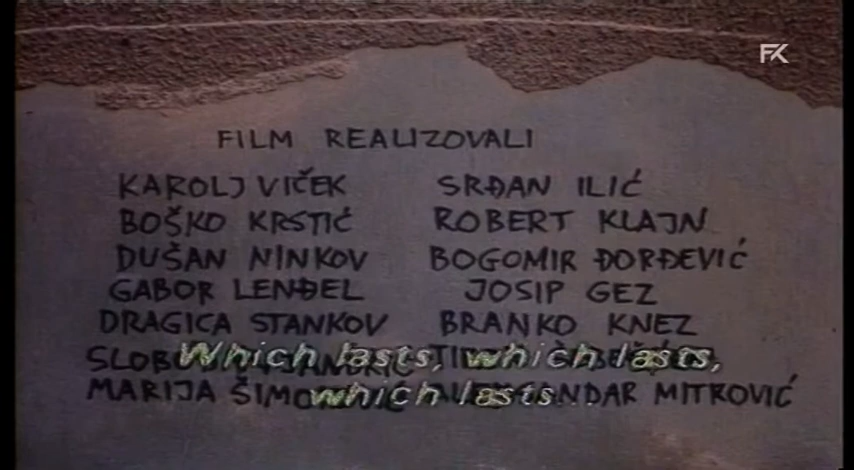 FK
FILM REALIZOVALI
KAROLJ VIČEK SRĐAN ILIĆ
BOŠKO KRSTIĆ ROBERT KLAJN
DUŠAN NINKOV BOGOMIR ĐORĐEVIĆ
GABOR LENĐEL JOSIP GEZ
DRAGICA STANKOV BRANKO KNEZ
Which lasts, which lasts,
MARIJA MITROVIĆ
which lasts...